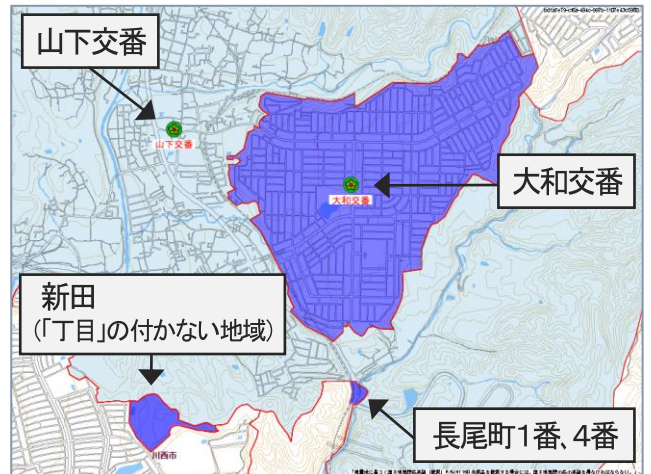 山下交番
山下交番
大和交番
大和交番
新田
(「丁目」の付かない地域)
川西市
長尾町1番、4番